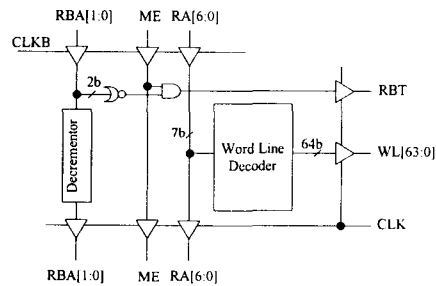 RBA[1:0] ME RA[6:0]
CLKB
2b
RBT
Decrementor
7b
Word Line
Decoder
64b
WL[63:0]
CLK
RBA[1:0] ME RA[6:0]